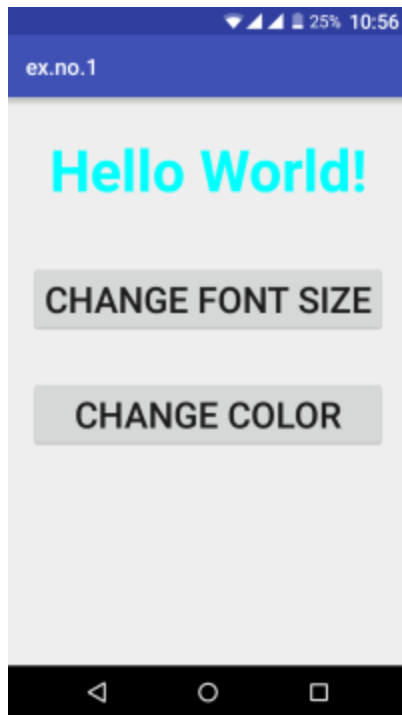 25% 10:56
ex.no.1
Hello World!
CHANGE FONT SIZE
CHANGE COLOR